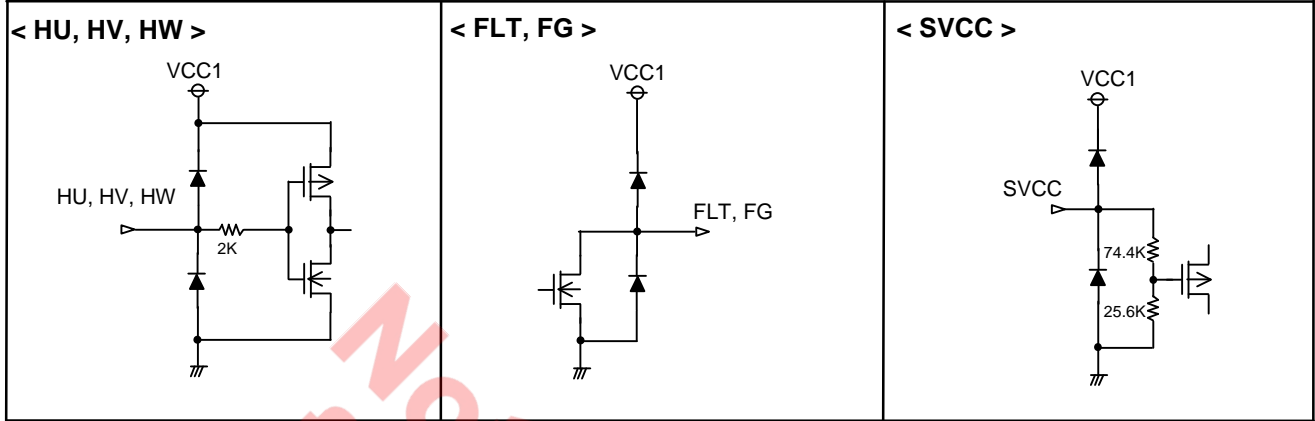 < HU, HV, HW >
VCC1
HU, HV, HW
2K
< FLT, FG >
VCC1
FLT, FG
< SVCC >
VCC1
SVCC
74.4K
25.6K
No